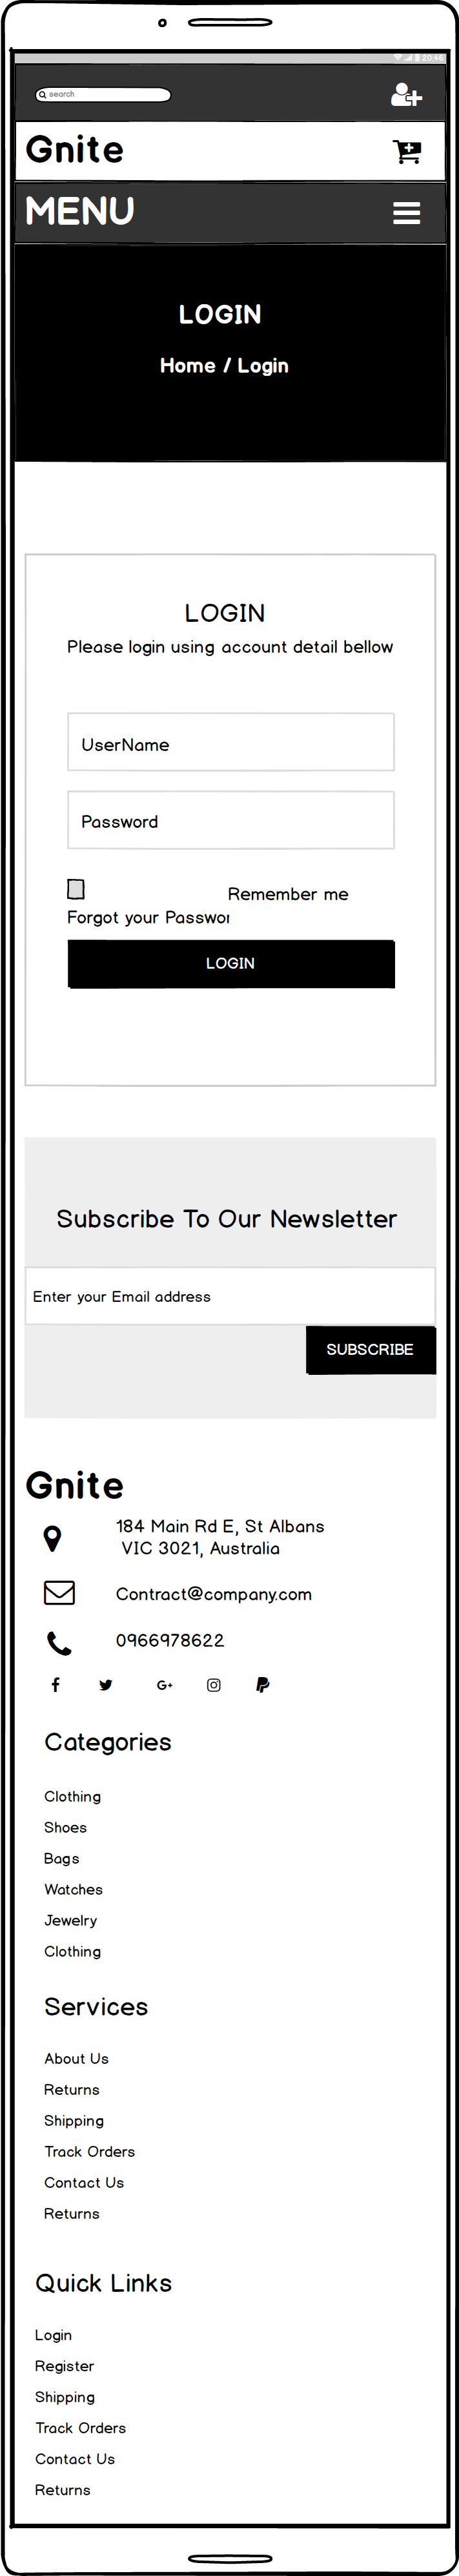 20:46
search
Gnite
MENU
LOGIN
Home / Login
LOGIN
Please login using account detail bellow
UserName
Password
Remember me
Forgot your Passwor
LOGIN
Subscribe To Our Newsletter
Enter your Email address
SUBSCRIBE
Gnite
184 Main Rd E, St Albans
VIC 3021, Australia
Contract@company.com
0966978622
Categories
Clothing
Shoes
Bags
Watches
Jewelry
Clothing
Services
About Us
Returns
Shipping
Track Orders
Contact Us
Returns
Quick Links
Login
Register
Shipping
Track Orders
Contact Us
Returns